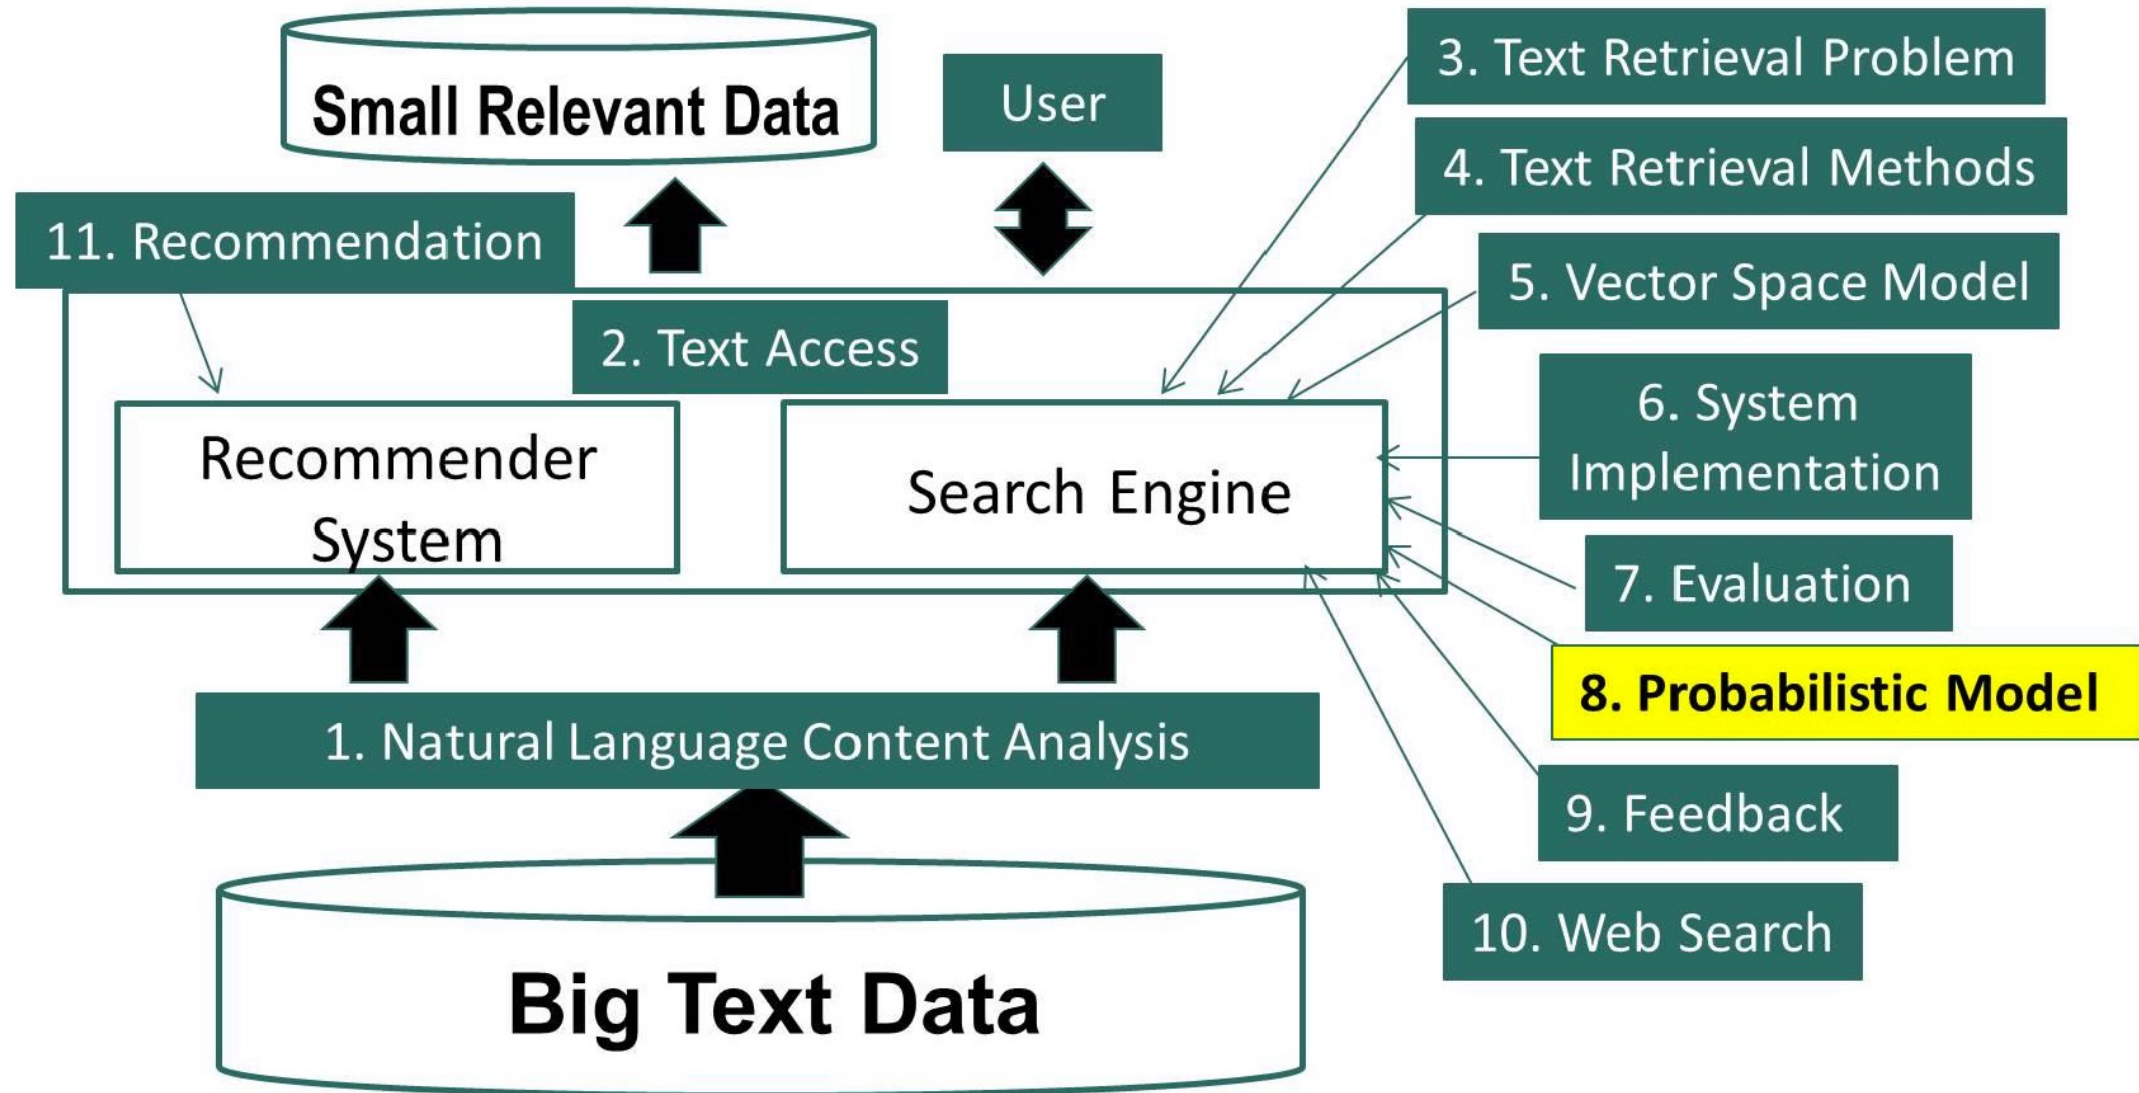 Small Relevant Data
User
3. Text Retrieval Problem
4. Text Retrieval Methods
11. Recommendation
5. Vector Space Model
2. Text Access
6. System
Implementation
Recommender
System
Search Engine
7. Evaluation
8. Probabilistic Model
1. Natural Language Content Analysis
9. Feedback
10. Web Search
Big Text Data